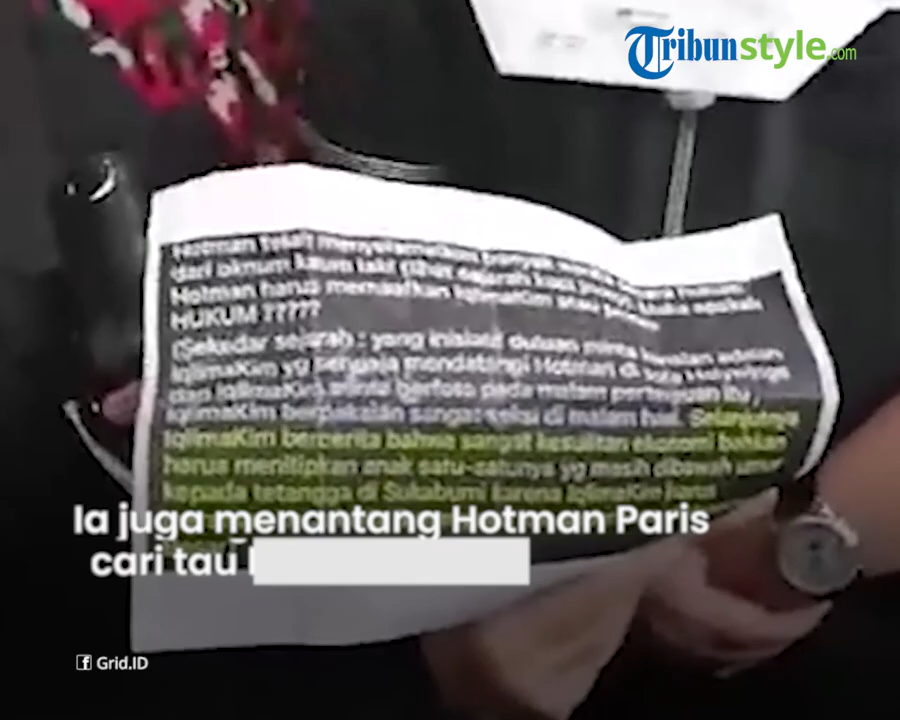 Tribunstyle.com
Hotman telah menyelamatkan banyak
dari oknum kaum laki
Hotman harus memaafkan IqlimaKim atau
HUKUM ?????
(Sekedar sejarah : yang inisiatif duluan minta kenalan adalah
IqlimaKim yg sengaja mendatangi Hotman di
dan IqlimaKim minta berfoto pada malam pertemuan itu,
IqlimaKim berpakaian sangat seksi di malam hari. Selanjutnya
IqlimaKim bercerita bahwa sangat kesulitan ekonomi bahkan
harus menitipkan anak satu-satunya yg masih dibawah umur
kepada tetangga di Sukabumi karena IqlimaKim harus
Ia juga menantang Hotman Paris
cari tau
Grid.ID